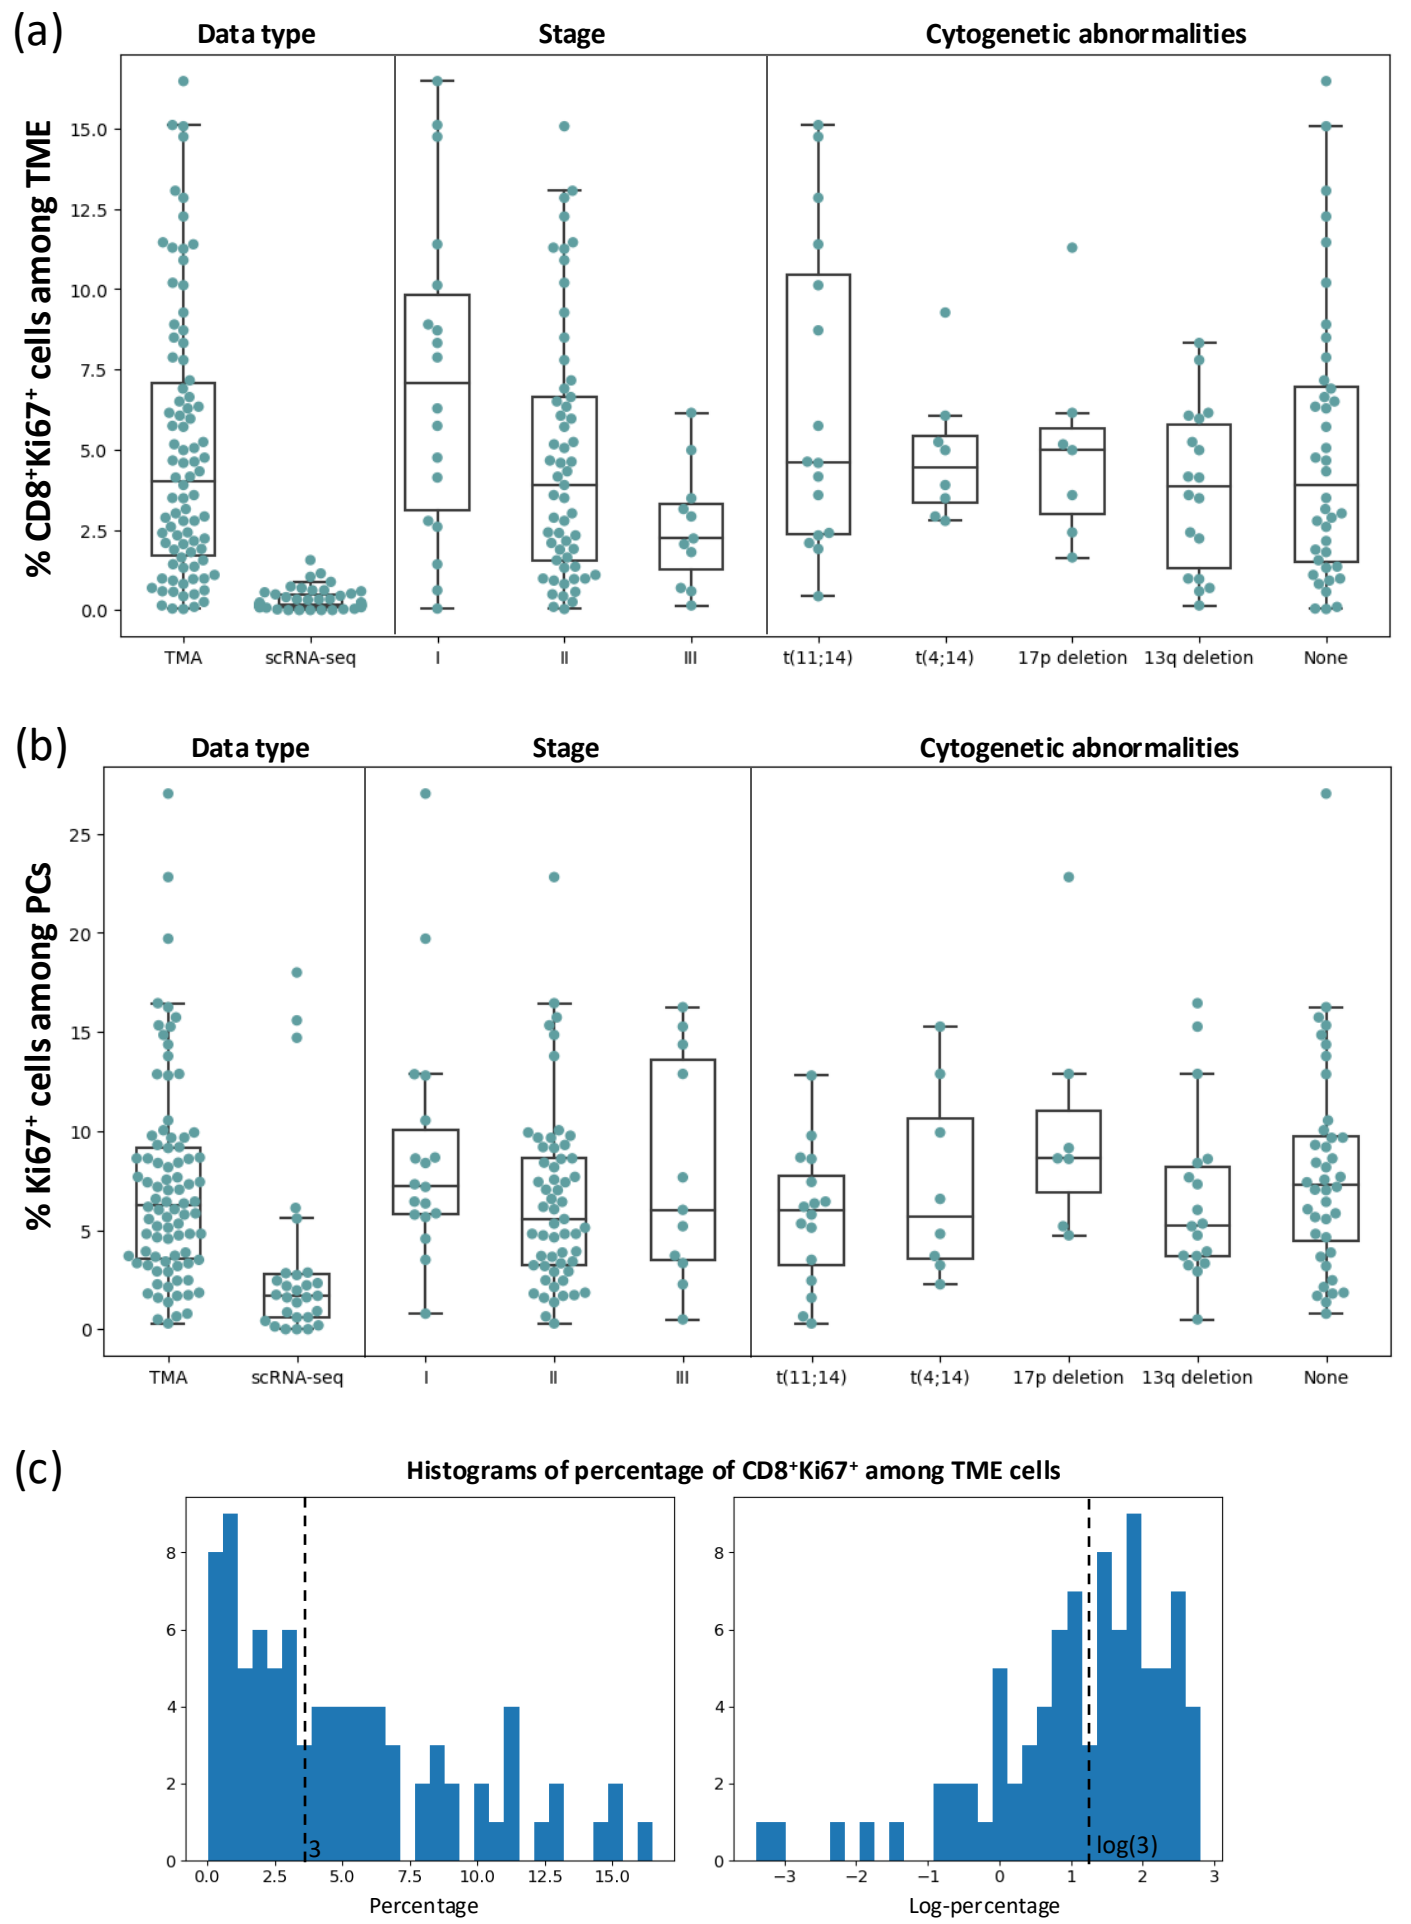 (a)
Data type Stage Cytogenetic abnormalities
% CD8⁺Ki67⁺ cells among TME
15.0
12.5
10.0
7.5
5.0
2.5
0.0
TMA scRNA-seq I II III t(11;14) t(4;14) 17p deletion 13q deletion None
(b)
Data type Stage Cytogenetic abnormalities
% Ki67⁺ cells among PCs
25
20
15
10
5
0
TMA scRNA-seq I II III t(11;14) t(4;14) 17p deletion 13q deletion None
(c)
Histograms of percentage of CD8⁺Ki67⁺ among TME cells
8
6
4
2
0
3
0.0 2.5 5.0 7.5 10.0 12.5 15.0
Percentage
8
6
4
2
0
log(3)
−3 −2 −1 0 1 2 3
Log-percentage